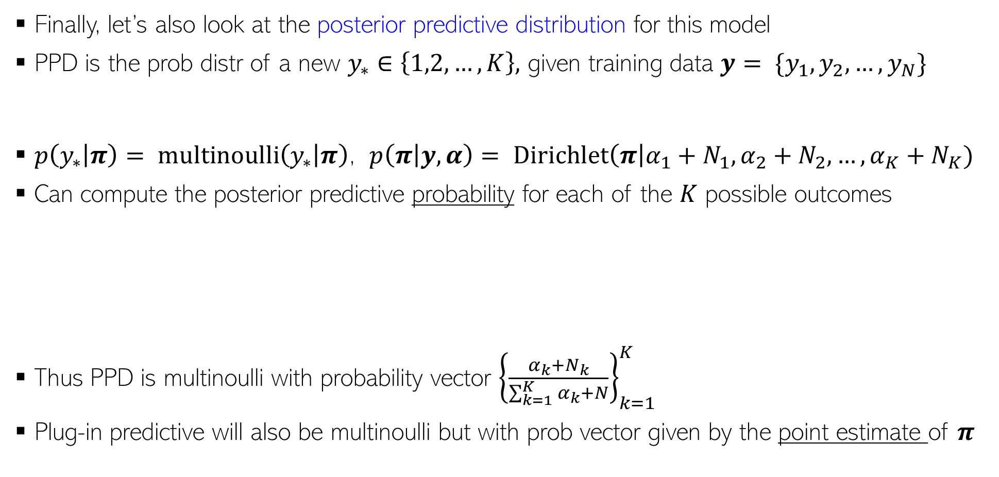 ▪ Finally, let's also look at the posterior predictive distribution for this model
▪ PPD is the prob distr of a new $y_* \in \{1,2,\ldots,K\}$, given training data $\boldsymbol{y} = \{y_1, y_2, \ldots, y_N\}$
▪ $p(y_*|\boldsymbol{\pi}) = \text{multinoulli}(y_*|\boldsymbol{\pi}),\ p(\boldsymbol{\pi}|\boldsymbol{y}, \boldsymbol{\alpha}) = \text{Dirichlet}(\boldsymbol{\pi}|\alpha_1 + N_1, \alpha_2 + N_2, \ldots, \alpha_K + N_K)$
▪ Can compute the posterior predictive probability for each of the $K$ possible outcomes
▪ Thus PPD is multinoulli with probability vector $\left\{\frac{\alpha_k + N_k}{\sum_{k=1}^{K} \alpha_k + N}\right\}_{k=1}^{K}$
▪ Plug-in predictive will also be multinoulli but with prob vector given by the point estimate of $\boldsymbol{\pi}$